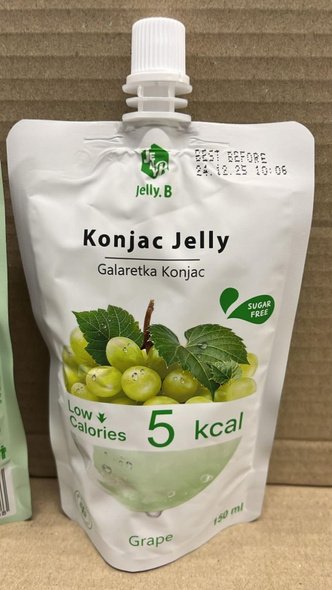 BEST BEFORE
24.12.25 10:06
Jelly.B
Konjac Jelly
Galaretka Konjac
SUGAR
FREE
Low
Calories
5 kcal
150 ml
Grape